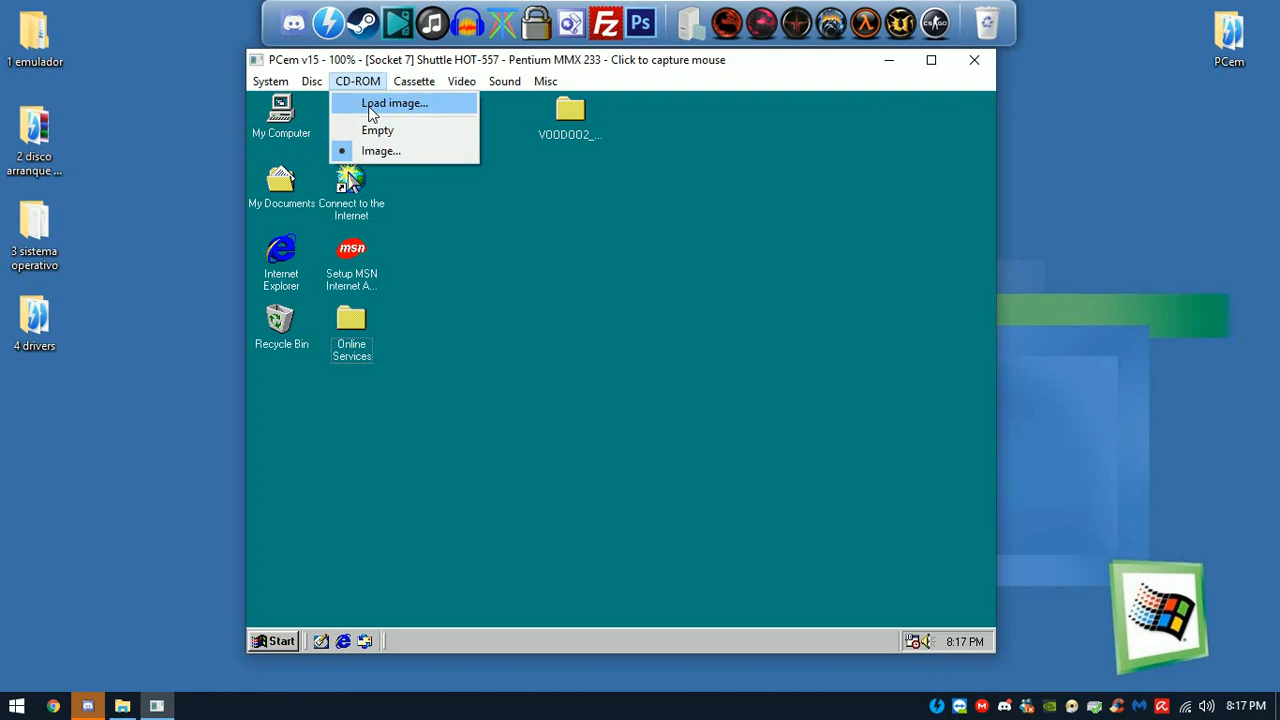 1 emulador
2 disco
arranque ...
3 sistema
operativo
4 drivers
Ps
CS:GO
PCem
PCem v15 - 100% - [Socket 7] Shuttle HOT-557 - Pentium MMX 233 - Click to capture mouse
System Disc CD-ROM Cassette Video Sound Misc
Load image...
Empty
Image...
My Computer
V00D002_...
My Documents
Connect to the
Internet
Internet
Explorer
msn
Setup MSN
Internet A...
Recycle Bin
Online
Services
Start
8:17 PM
8:17 PM